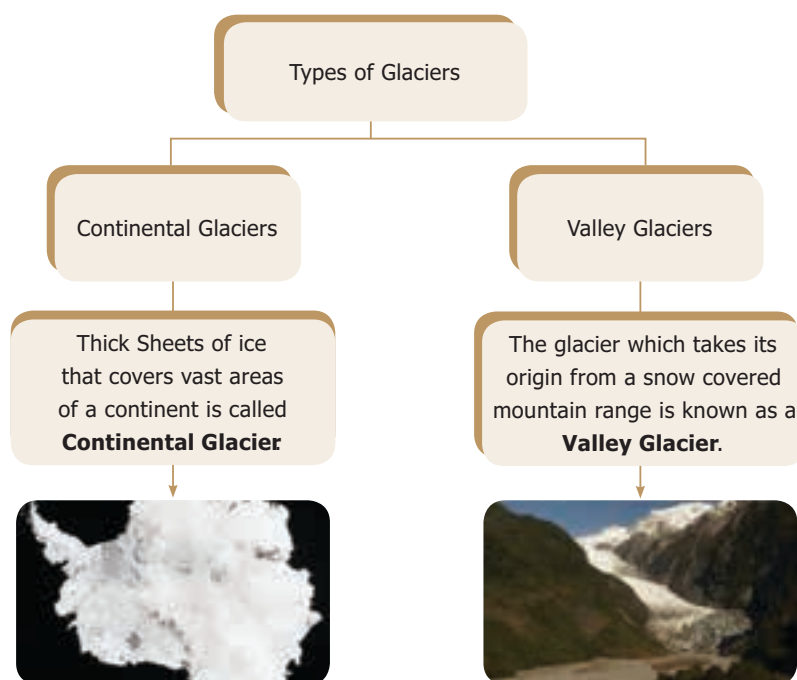 Types of Glaciers
Continental Glaciers
Valley Glaciers
Thick Sheets of ice
that covers vast areas
of a continent is called
Continental Glacier.
The glacier which takes its
origin from a snow covered
mountain range is known as a
Valley Glacier.